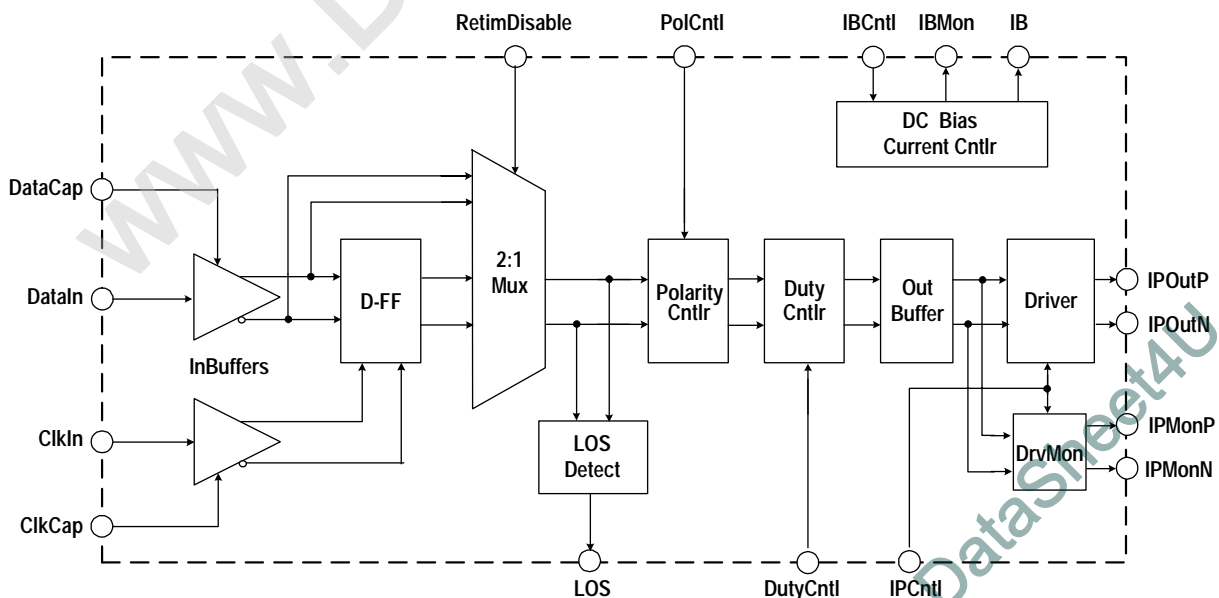 RetimDisable
PolCntl
IBCntl
IBMon
IB
DC Bias
Current Cntlr
DataCap
DataIn
InBuffers
ClkIn
ClkCap
D-FF
2:1
Mux
Polarity
Cntlr
Duty
Cntlr
Out
Buffer
Driver
IPOutP
IPOutN
LOS
Detect
DrvMon
IPMonP
IPMonN
LOS
DutyCntl
IPCntl
www.D
DataSheet4U